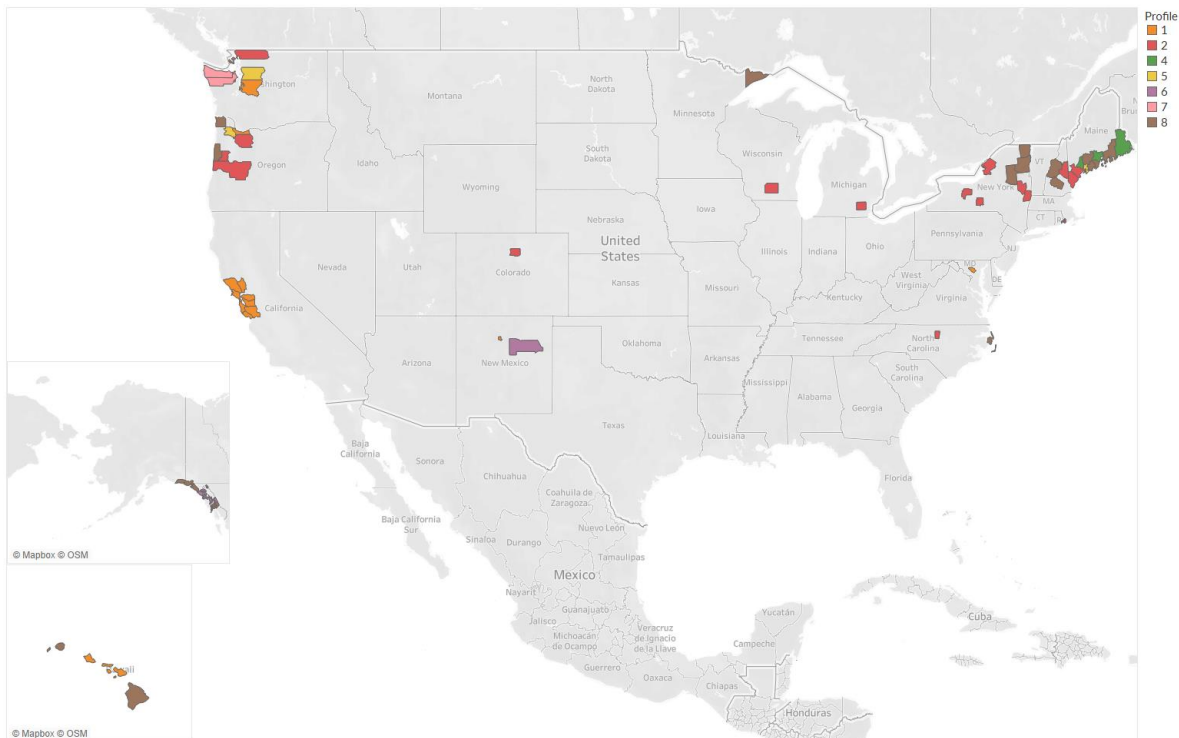 Profile
1
2
4
5
6
7
8
Washington
Montana
North
Dakota
Minnesota
Maine
Oregon
Idaho
South
Dakota
Wisconsin
Michigan
VT
New York
MA
CT
Wyoming
Iowa
Nebraska
Pennsylvania
NJ
Nevada
Utah
Colorado
United
States
Illinois
Indiana
Ohio
MD
DE
West
Virginia
Virginia
California
Kansas
Missouri
Kentucky
Arizona
New Mexico
Oklahoma
Arkansas
Tennessee
North
Carolina
South
Carolina
Mississippi
Alabama
Georgia
Texas
Louisiana
Florida
Baja
California
Sonora
Chihuahua
Coahuila de
Zaragoza
Baja California
Sur
Sinaloa
Durango
Nuevo León
Tamaulipas
Mexico
Nayarit
Guanajuato
Jalisco
Michoacán
de Ocampo
Veracruz
de Ignacio
de la Llave
Guerrero
Oaxaca
Yucatán
Campeche
Chiapas
Cuba
Honduras
© Mapbox © OSM
© Mapbox © OSM